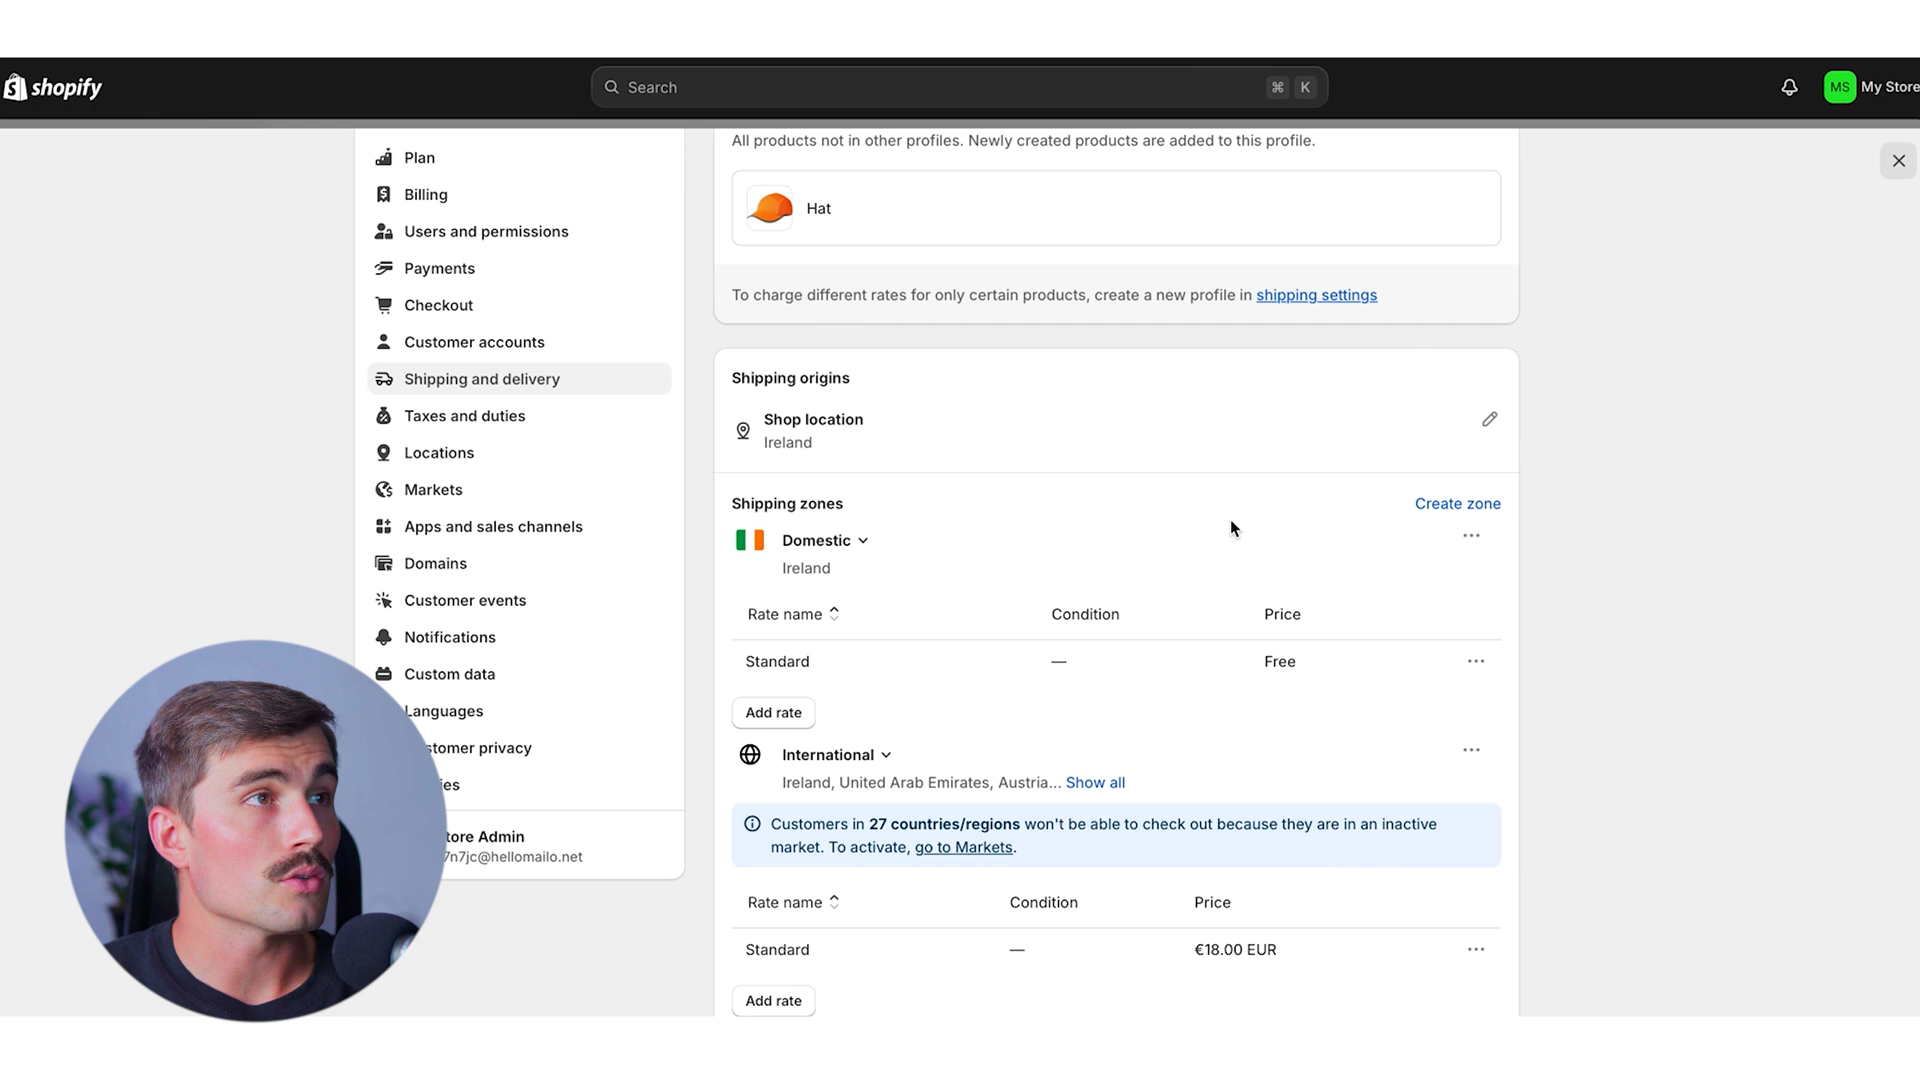 shopify
Search
⌘ K
MS My Store
Plan
Billing
Users and permissions
Payments
Checkout
Customer accounts
Shipping and delivery
Taxes and duties
Locations
Markets
Apps and sales channels
Domains
Customer events
Notifications
Custom data
Languages
stomer privacy
ies
tore Admin
7n7jc@hellomailo.net
All products not in other profiles. Newly created products are added to this profile.
Hat
To charge different rates for only certain products, create a new profile in shipping settings
Shipping origins
Shop location
Ireland
Shipping zones
Create zone
Domestic
Ireland
Rate name Condition Price
Standard — Free
Add rate
International
Ireland, United Arab Emirates, Austria... Show all
Customers in 27 countries/regions won't be able to check out because they are in an inactive
market. To activate, go to Markets.
Rate name Condition Price
Standard — €18.00 EUR
Add rate